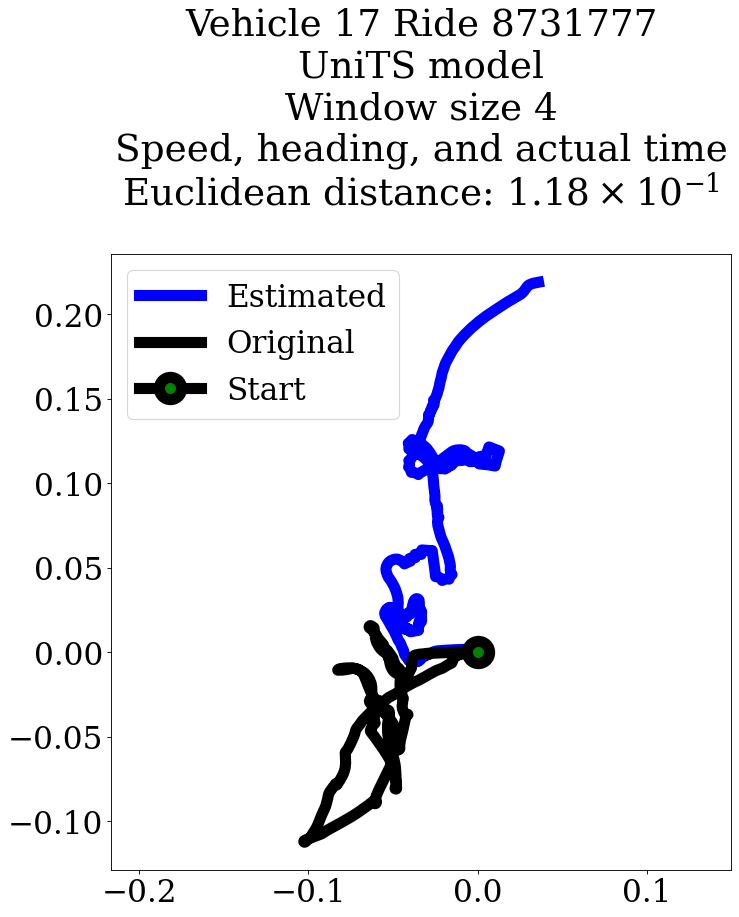 Vehicle 17 Ride 8731777
UniTS model
Window size 4
Speed, heading, and actual time
Euclidean distance: 1.18 × 10⁻¹
Estimated
Original
Start
0.20
0.15
0.10
0.05
0.00
−0.05
−0.10
−0.2 −0.1 0.0 0.1